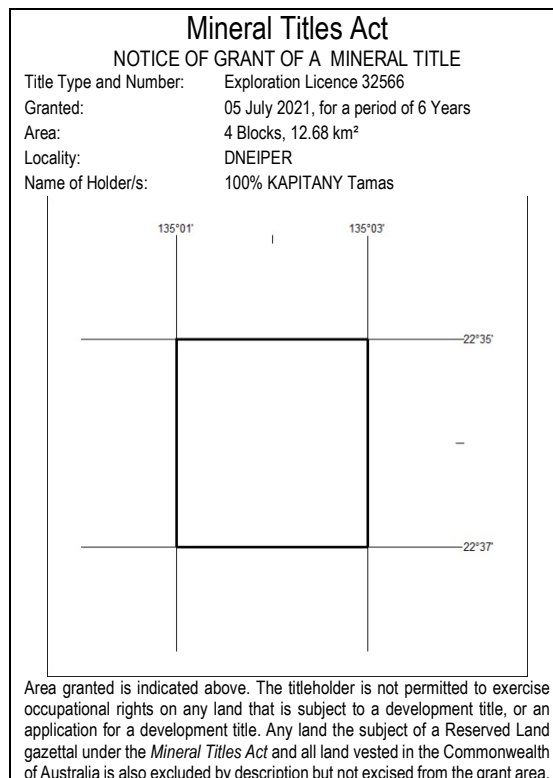 Mineral Titles Act
NOTICE OF GRANT OF A MINERAL TITLE
Title Type and Number: Exploration Licence 32566
Granted: 05 July 2021, for a period of 6 Years
Area: 4 Blocks, 12.68 km²
Locality: DNEIPER
Name of Holder/s: 100% KAPITANY Tamas
135°01' 135°03'
22°35'
22°37'
Area granted is indicated above. The titleholder is not permitted to exercise
occupational rights on any land that is subject to a development title, or an
application for a development title. Any land the subject of a Reserved Land
gazettal under the Mineral Titles Act and all land vested in the Commonwealth
of Australia is also excluded by description but not excised from the grant area.